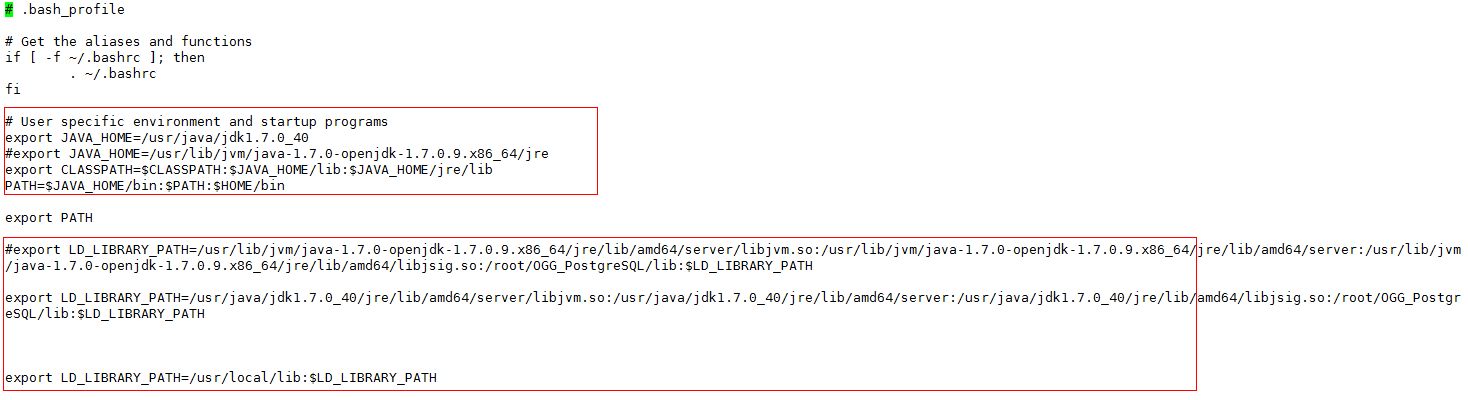 # .bash_profile
# Get the aliases and functions
if [ -f ~/.bashrc ]; then
        . ~/.bashrc
fi
# User specific environment and startup programs
export JAVA_HOME=/usr/java/jdk1.7.0_40
#export JAVA_HOME=/usr/lib/jvm/java-1.7.0-openjdk-1.7.0.9.x86_64/jre
export CLASSPATH=$CLASSPATH:$JAVA_HOME/lib:$JAVA_HOME/jre/lib
PATH=$JAVA_HOME/bin:$PATH:$HOME/bin
export PATH
#export LD_LIBRARY_PATH=/usr/lib/jvm/java-1.7.0-openjdk-1.7.0.9.x86_64/jre/lib/amd64/server/libjvm.so:/usr/lib/jvm/java-1.7.0-openjdk-1.7.0.9.x86_64/jre/lib/amd64/server:/usr/lib/jvm
/java-1.7.0-openjdk-1.7.0.9.x86_64/jre/lib/amd64/libjsig.so:/root/OGG_PostgreSQL/lib:$LD_LIBRARY_PATH
export LD_LIBRARY_PATH=/usr/java/jdk1.7.0_40/jre/lib/amd64/server/libjvm.so:/usr/java/jdk1.7.0_40/jre/lib/amd64/server:/usr/java/jdk1.7.0_40/jre/lib/amd64/libjsig.so:/root/OGG_Postgr
eSQL/lib:$LD_LIBRARY_PATH
export LD_LIBRARY_PATH=/usr/local/lib:$LD_LIBRARY_PATH